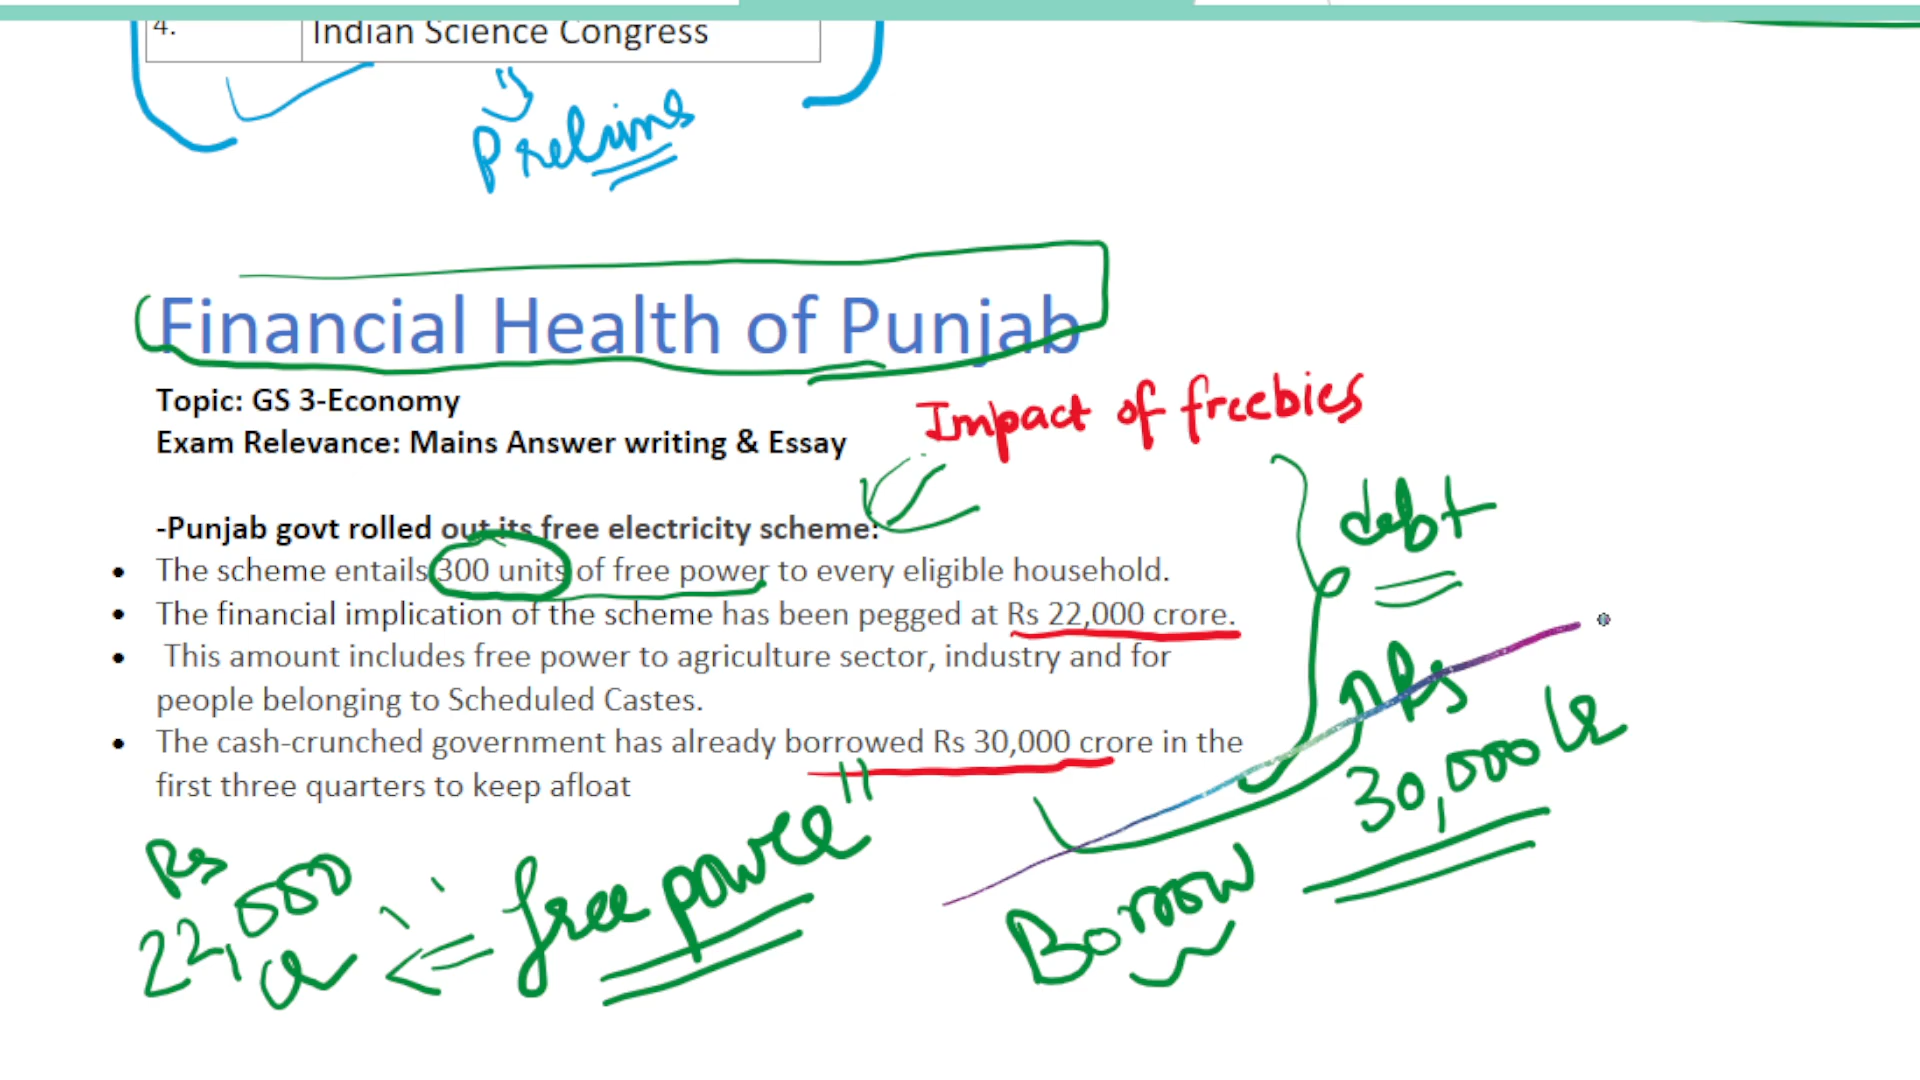 4. Indian Science Congress
Prelims
Financial Health of Punjab
Topic: GS 3-Economy
Impact of freebies
Exam Relevance: Mains Answer writing & Essay
debt
-Punjab govt rolled out its free electricity scheme:
• The scheme entails 300 units of free power to every eligible household.
• The financial implication of the scheme has been pegged at Rs 22,000 crore.
• This amount includes free power to agriculture sector, industry and for
people belonging to Scheduled Castes.
• The cash-crunched government has already borrowed Rs 30,000 crore in the
first three quarters to keep afloat
Rs
30,000 
Rs
22,000
Cr
free power"
Borrow